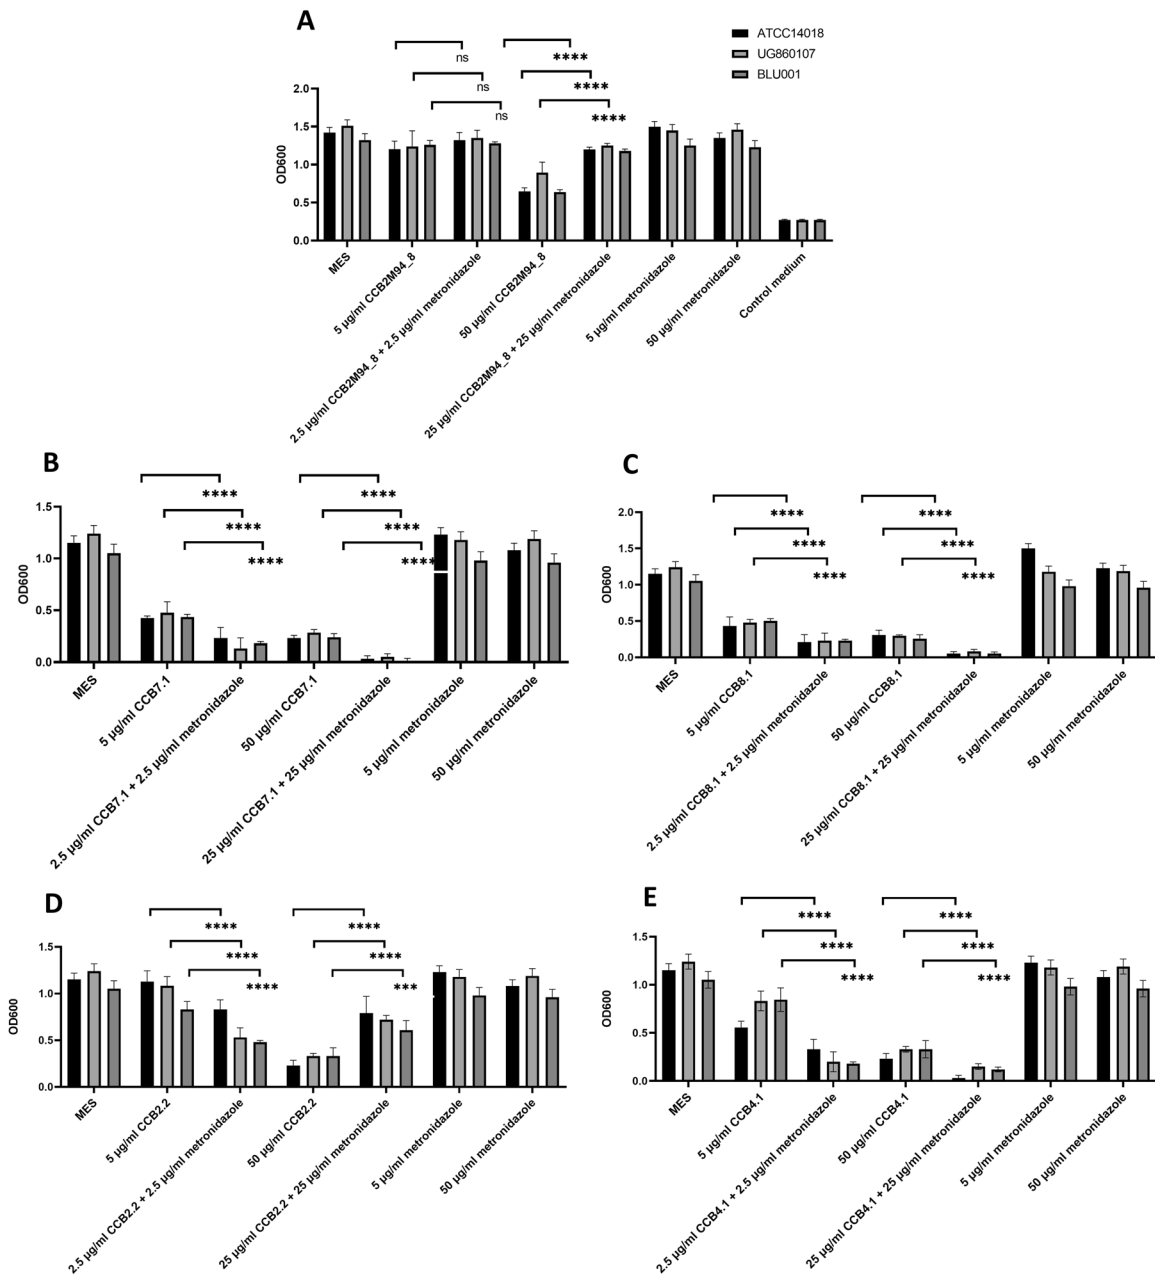 A
ATCC14018
UG860107
BLU001
ns
****
ns
****
ns
****
OD600
2.0
1.5
1.0
0.5
0.0
MES
5 µg/ml CCB2M94_8
2.5 µg/ml CCB2M94_8 + 2.5 µg/ml metronidazole
50 µg/ml CCB2M94_8
25 µg/ml CCB2M94_8 + 25 µg/ml metronidazole
5 µg/ml metronidazole
50 µg/ml metronidazole
Control medium
B
****
****
****
****
****
****
OD600
1.5
1.0
0.5
0.0
MES
5 µg/ml CCB7.1
2.5 µg/ml CCB7.1 + 2.5 µg/ml metronidazole
50 µg/ml CCB7.1
25 µg/ml CCB7.1 + 25 µg/ml metronidazole
5 µg/ml metronidazole
50 µg/ml metronidazole
C
****
****
****
****
****
****
OD600
2.0
1.5
1.0
0.5
0.0
MES
5 µg/ml CCB8.1
2.5 µg/ml CCB8.1 + 2.5 µg/ml metronidazole
50 µg/ml CCB8.1
25 µg/ml CCB8.1 + 25 µg/ml metronidazole
5 µg/ml metronidazole
50 µg/ml metronidazole
D
****
****
****
****
****
***
OD600
1.5
1.0
0.5
0.0
MES
5 µg/ml CCB2.2
2.5 µg/ml CCB2.2 + 2.5 µg/ml metronidazole
50 µg/ml CCB2.2
25 µg/ml CCB2.2 + 25 µg/ml metronidazole
5 µg/ml metronidazole
50 µg/ml metronidazole
E
****
****
****
****
****
****
OD600
1.5
1.0
0.5
0.0
MES
5 µg/ml CCB4.1
2.5 µg/ml CCB4.1 + 2.5 µg/ml metronidazole
50 µg/ml CCB4.1
25 µg/ml CCB4.1 + 25 µg/ml metronidazole
5 µg/ml metronidazole
50 µg/ml metronidazole